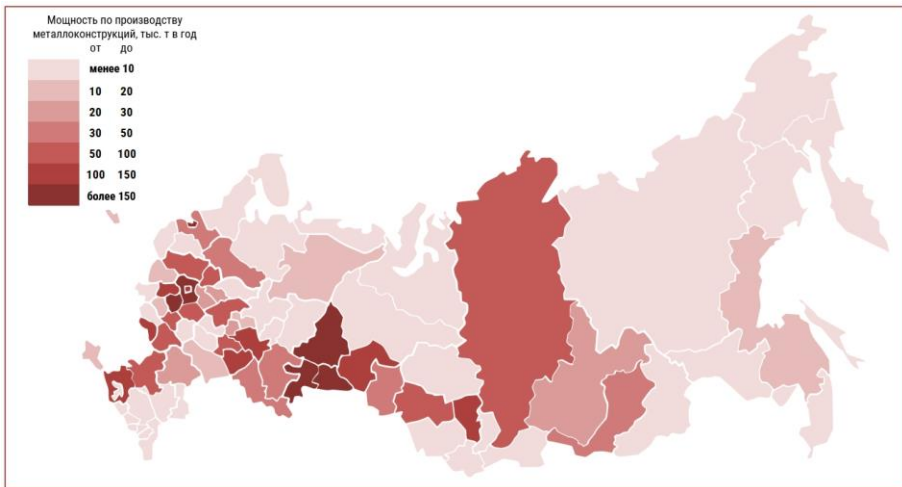 Мощность по производству
металлоконструкций, тыс. т в год
от до
менее 10
10 20
20 30
30 50
50 100
100 150
более 150